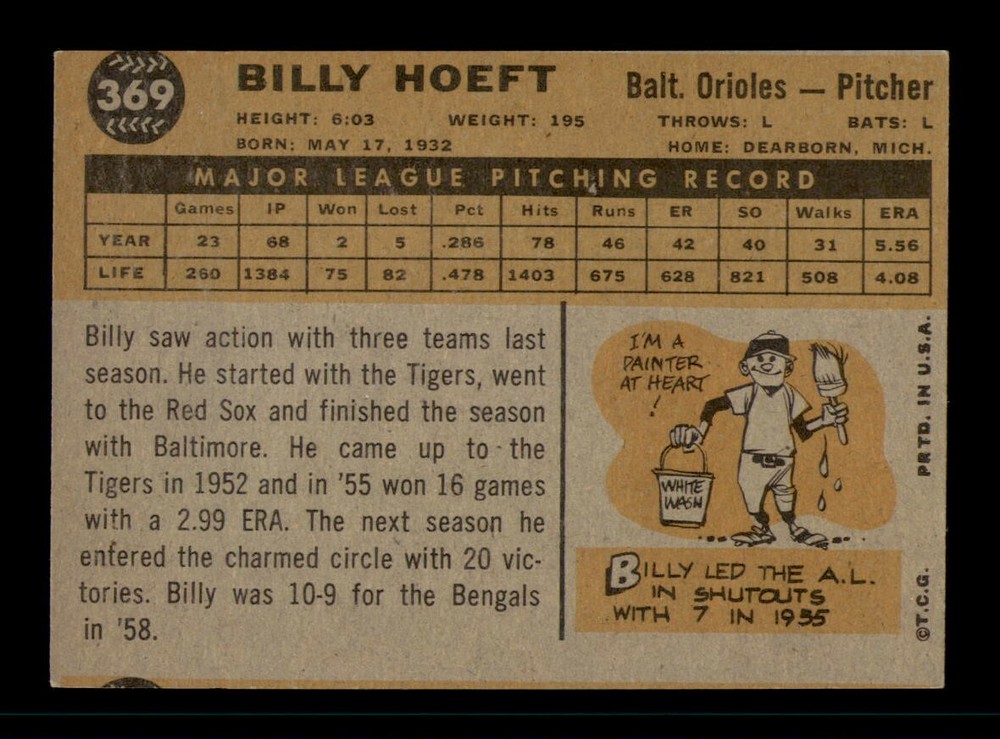 369
BILLY HOEFT
Balt. Orioles — Pitcher
HEIGHT: 6:03 WEIGHT: 195 THROWS: L BATS: L
BORN: MAY 17, 1932 HOME: DEARBORN, MICH.
MAJOR LEAGUE PITCHING RECORD
Games IP Won Lost Pct Hits Runs ER SO Walks ERA
YEAR 23 68 2 5 .286 78 46 42 40 31 5.56
LIFE 260 1384 75 82 .478 1403 675 628 821 508 4.08
Billy saw action with three teams last
season. He started with the Tigers, went
to the Red Sox and finished the season
with Baltimore. He came up to the
Tigers in 1952 and in '55 won 16 games
with a 2.99 ERA. The next season he
entered the charmed circle with 20 vic-
tories. Billy was 10-9 for the Bengals
in '58.
I'M A
PAINTER
AT HEART
!
WHITE
WASH
BILLY LED THE A.L.
IN SHUTOUTS
WITH 7 IN 1955
©T.C.G. PRTD. IN U.S.A.